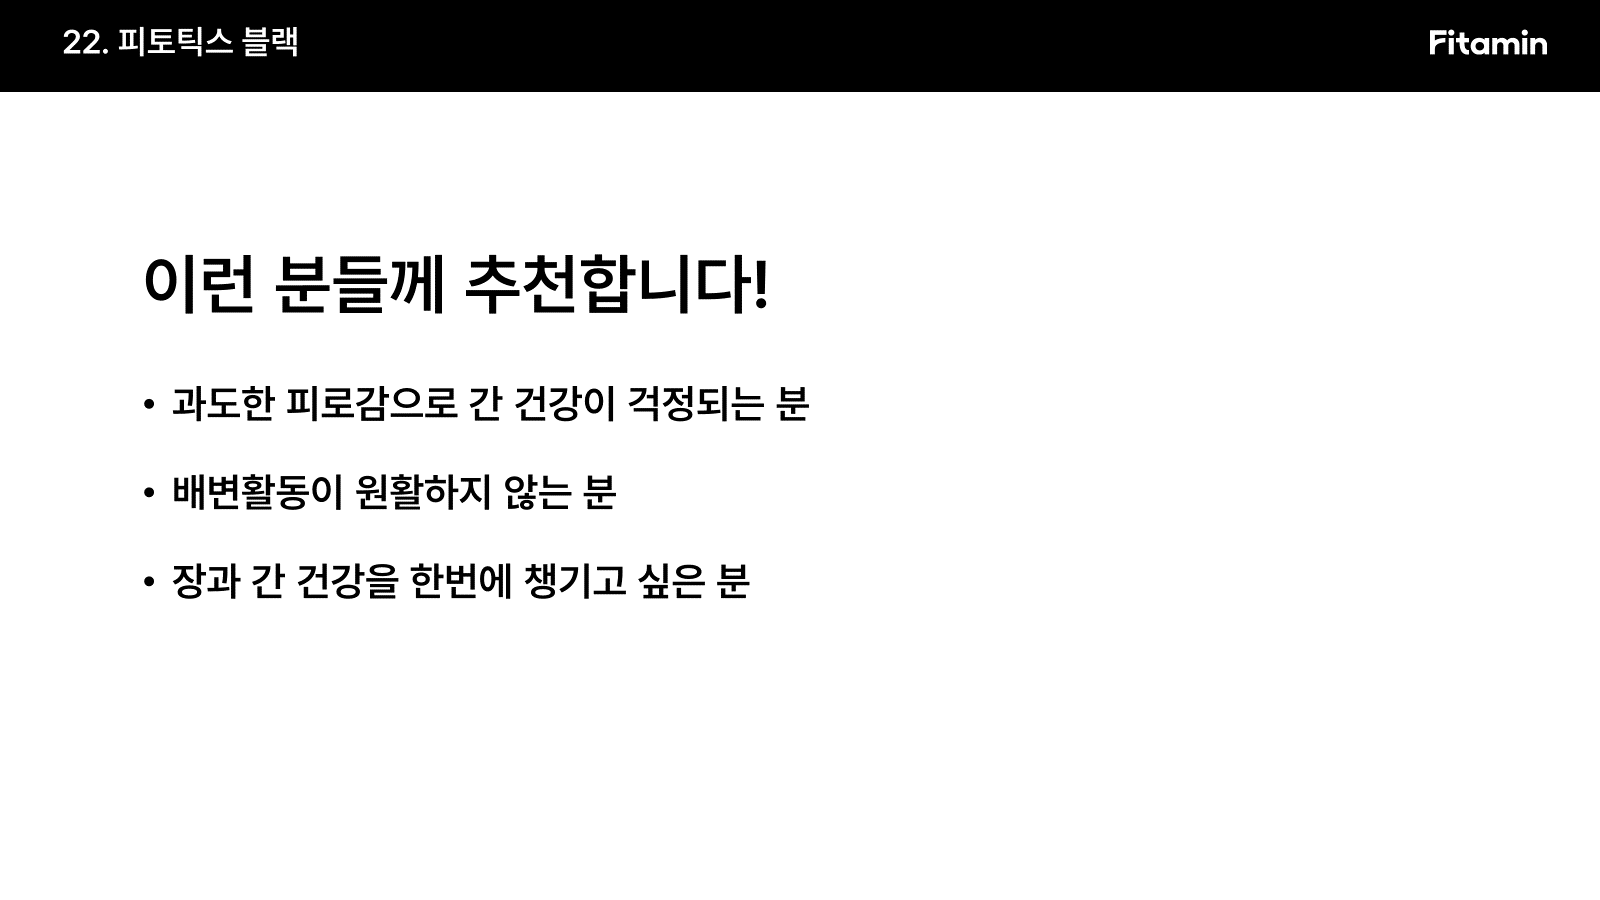 22. 피토틱스 블랙
Fitamin
이런 분들께 추천합니다!
• 과도한 피로감으로 간 건강이 걱정되는 분
• 배변활동이 원활하지 않는 분
• 장과 간 건강을 한번에 챙기고 싶은 분